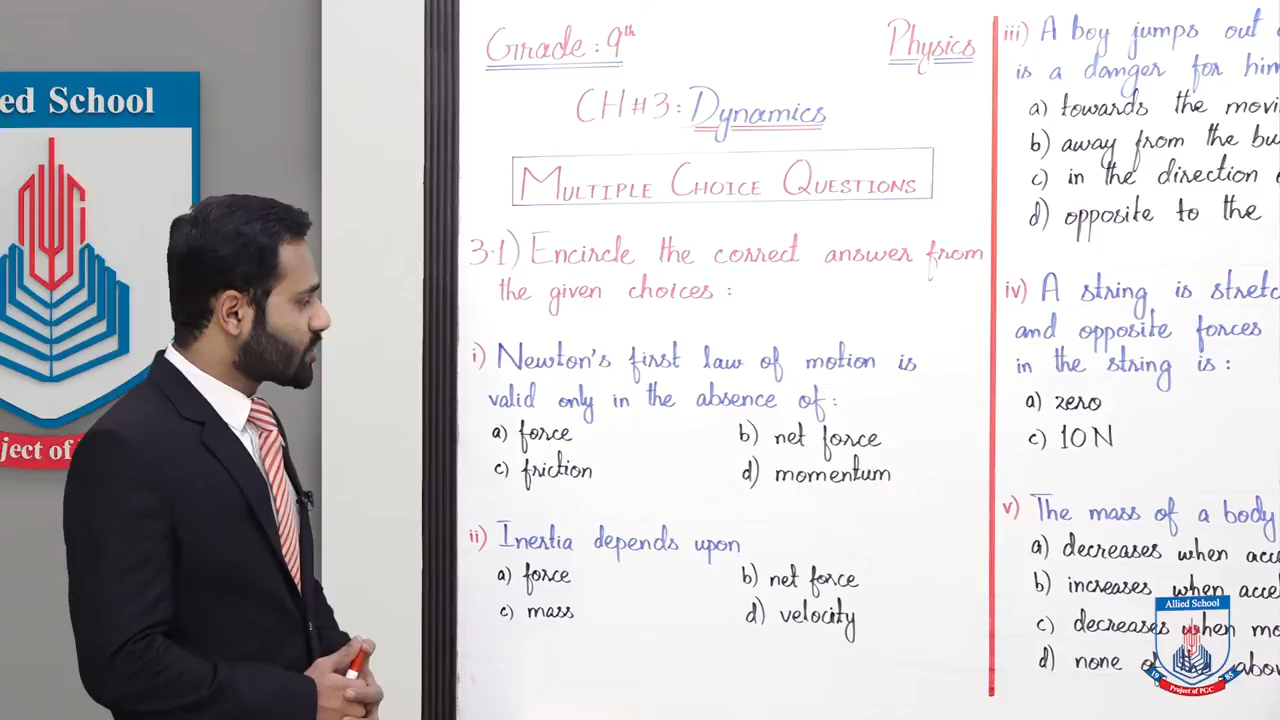 ied School
ject of
Grade: 9th
Physics
CH#3: Dynamics
MULTIPLE CHOICE QUESTIONS
3.1) Encircle the correct answer from
the given choices:
i) Newton's first law of motion is
valid only in the absence of:
a) force b) net force
c) friction d) momentum
ii) Inertia depends upon
a) force b) net force
c) mass d) velocity
iii) A boy jumps out
is a danger for him
a) towards the movi
b) away from the bu
c) in the direction
d) opposite to the
iv) A string is stretc
and opposite forces
in the string is:
a) zero
c) 10 N
v) The mass of a body
a) decreases when acc
b) increases when acce
c) decreases when mo
d) none of the abov
Allied School
19 85
Project of PGC